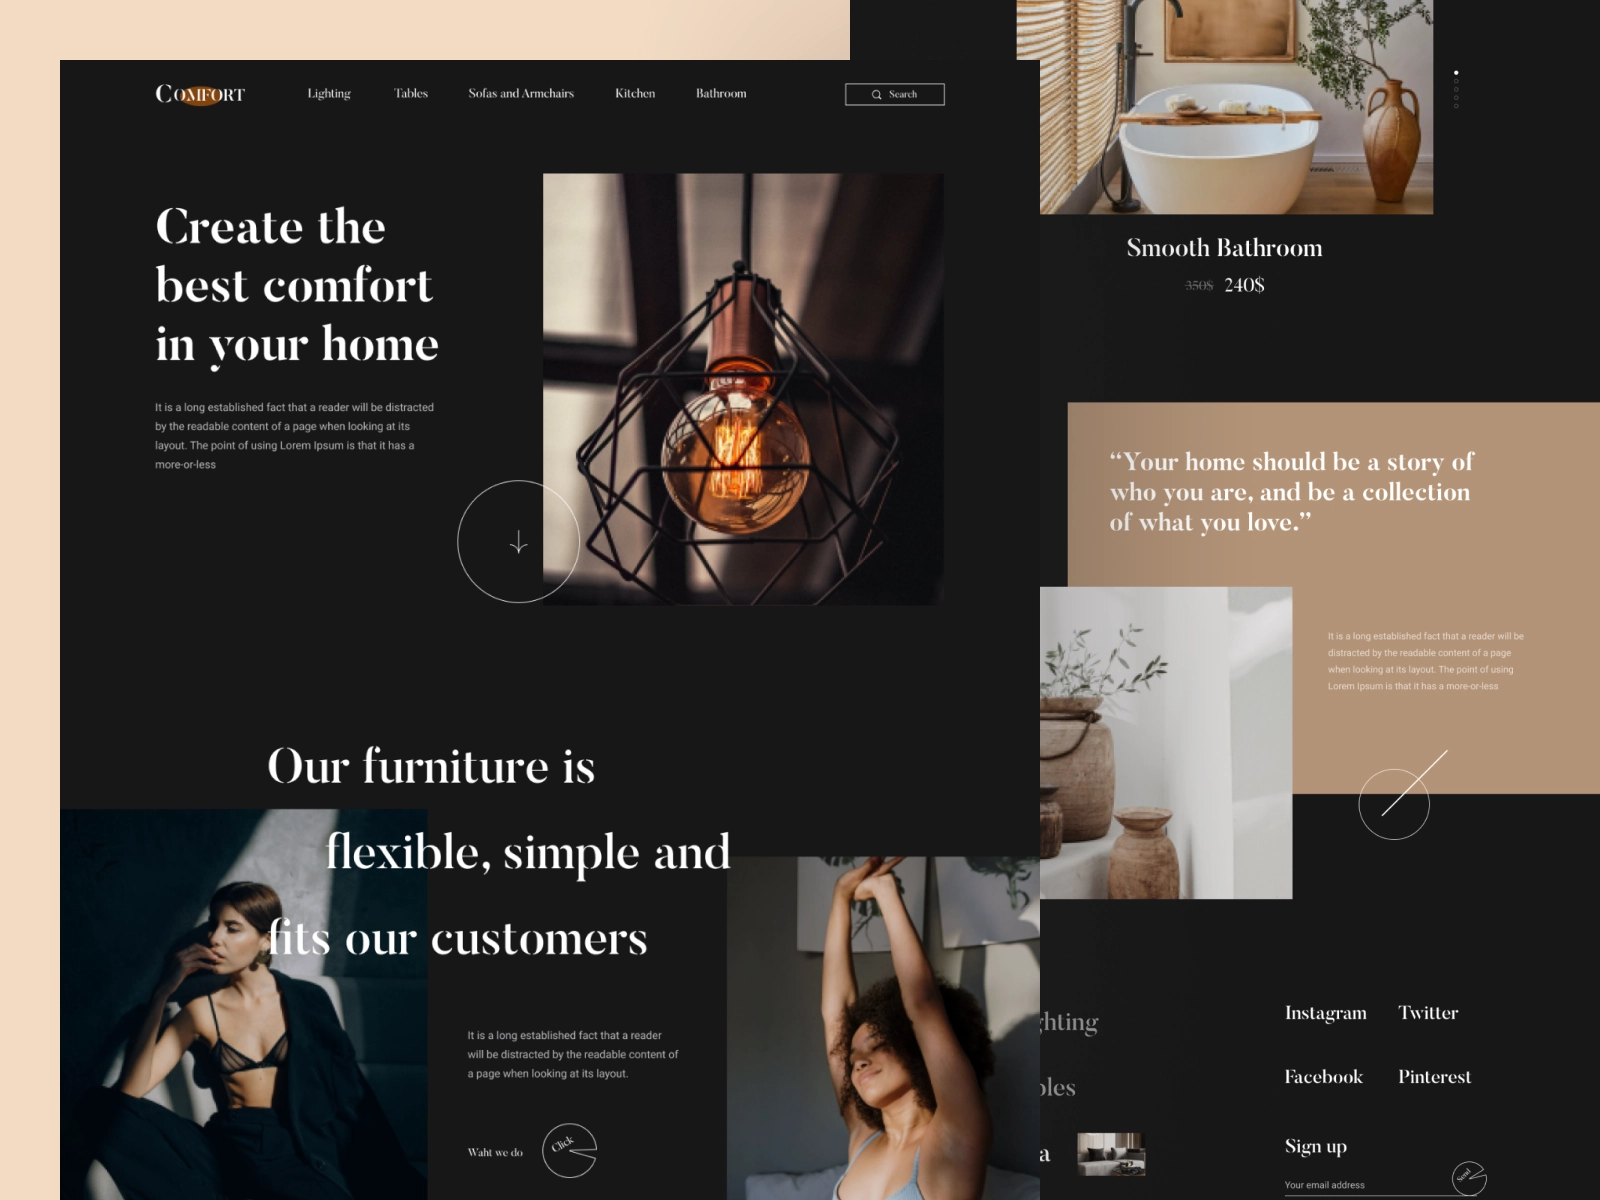 COMFORT
Lighting
Tables
Sofas and Armchairs
Kitchen
Bathroom
Search
Create the
best comfort
in your home
It is a long established fact that a reader will be distracted
by the readable content of a page when looking at its
layout. The point of using Lorem Ipsum is that it has a
more-or-less
Our furniture is
flexible, simple and
fits our customers
It is a long established fact that a reader
will be distracted by the readable content of
a page when looking at its layout.
Waht we do
Click
Smooth Bathroom
350$ 240$
“Your home should be a story of
who you are, and be a collection
of what you love.”
It is a long established fact that a reader will be
distracted by the readable content of a page
when looking at its layout. The point of using
Lorem Ipsum is that it has a more-or-less
ghting
bles
a
Instagram
Twitter
Facebook
Pinterest
Sign up
Your email address
Send